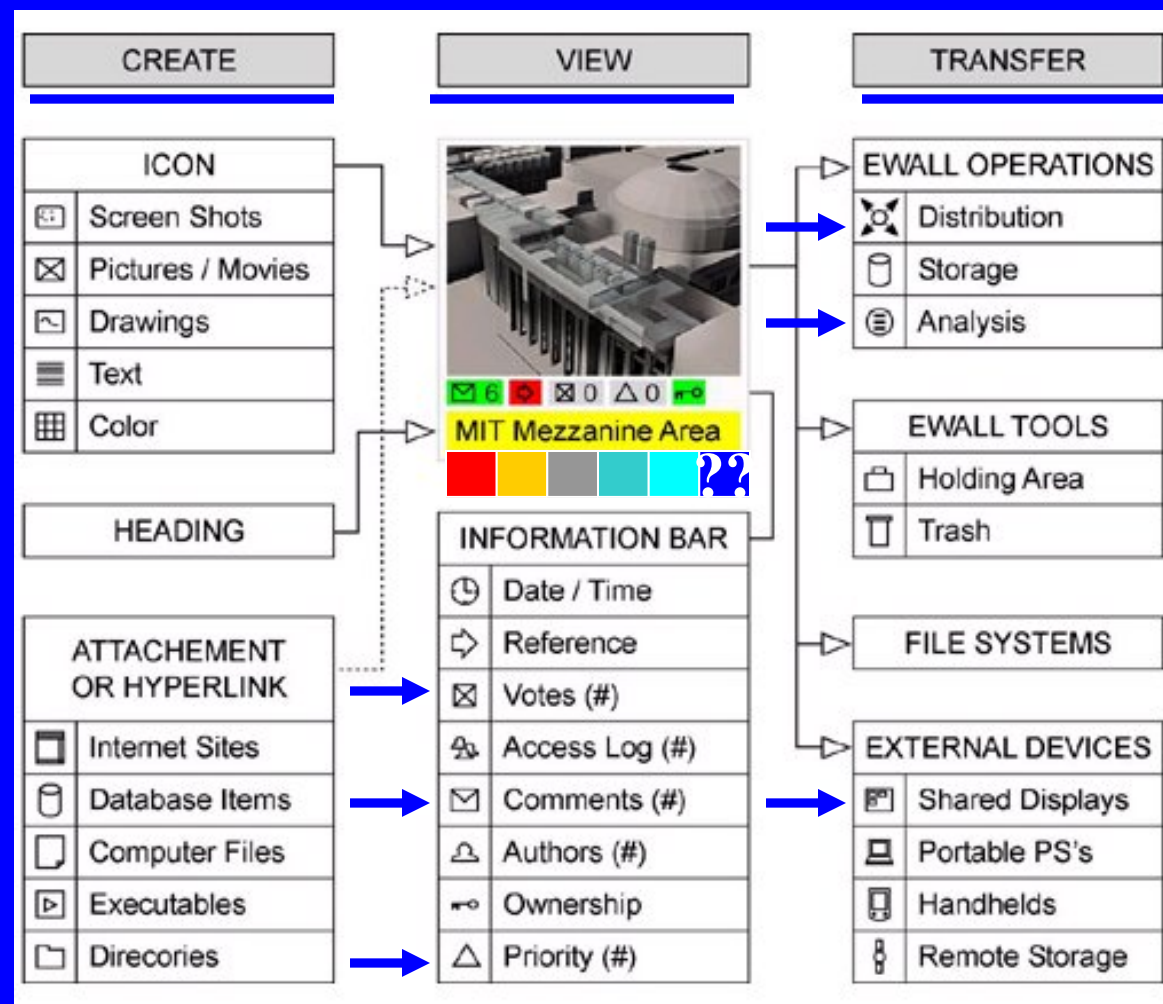 CREATE
ICON
Screen Shots
Pictures / Movies
Drawings
Text
Color
HEADING
ATTACHEMENT
OR HYPERLINK
Internet Sites
Database Items
Computer Files
Executables
Direcories
VIEW
6
0
0
MIT Mezzanine Area
??
INFORMATION BAR
Date / Time
Reference
Votes (#)
Access Log (#)
Comments (#)
Authors (#)
Ownership
Priority (#)
TRANSFER
EWALL OPERATIONS
Distribution
Storage
Analysis
EWALL TOOLS
Holding Area
Trash
FILE SYSTEMS
EXTERNAL DEVICES
Shared Displays
Portable PS's
Handhelds
Remote Storage